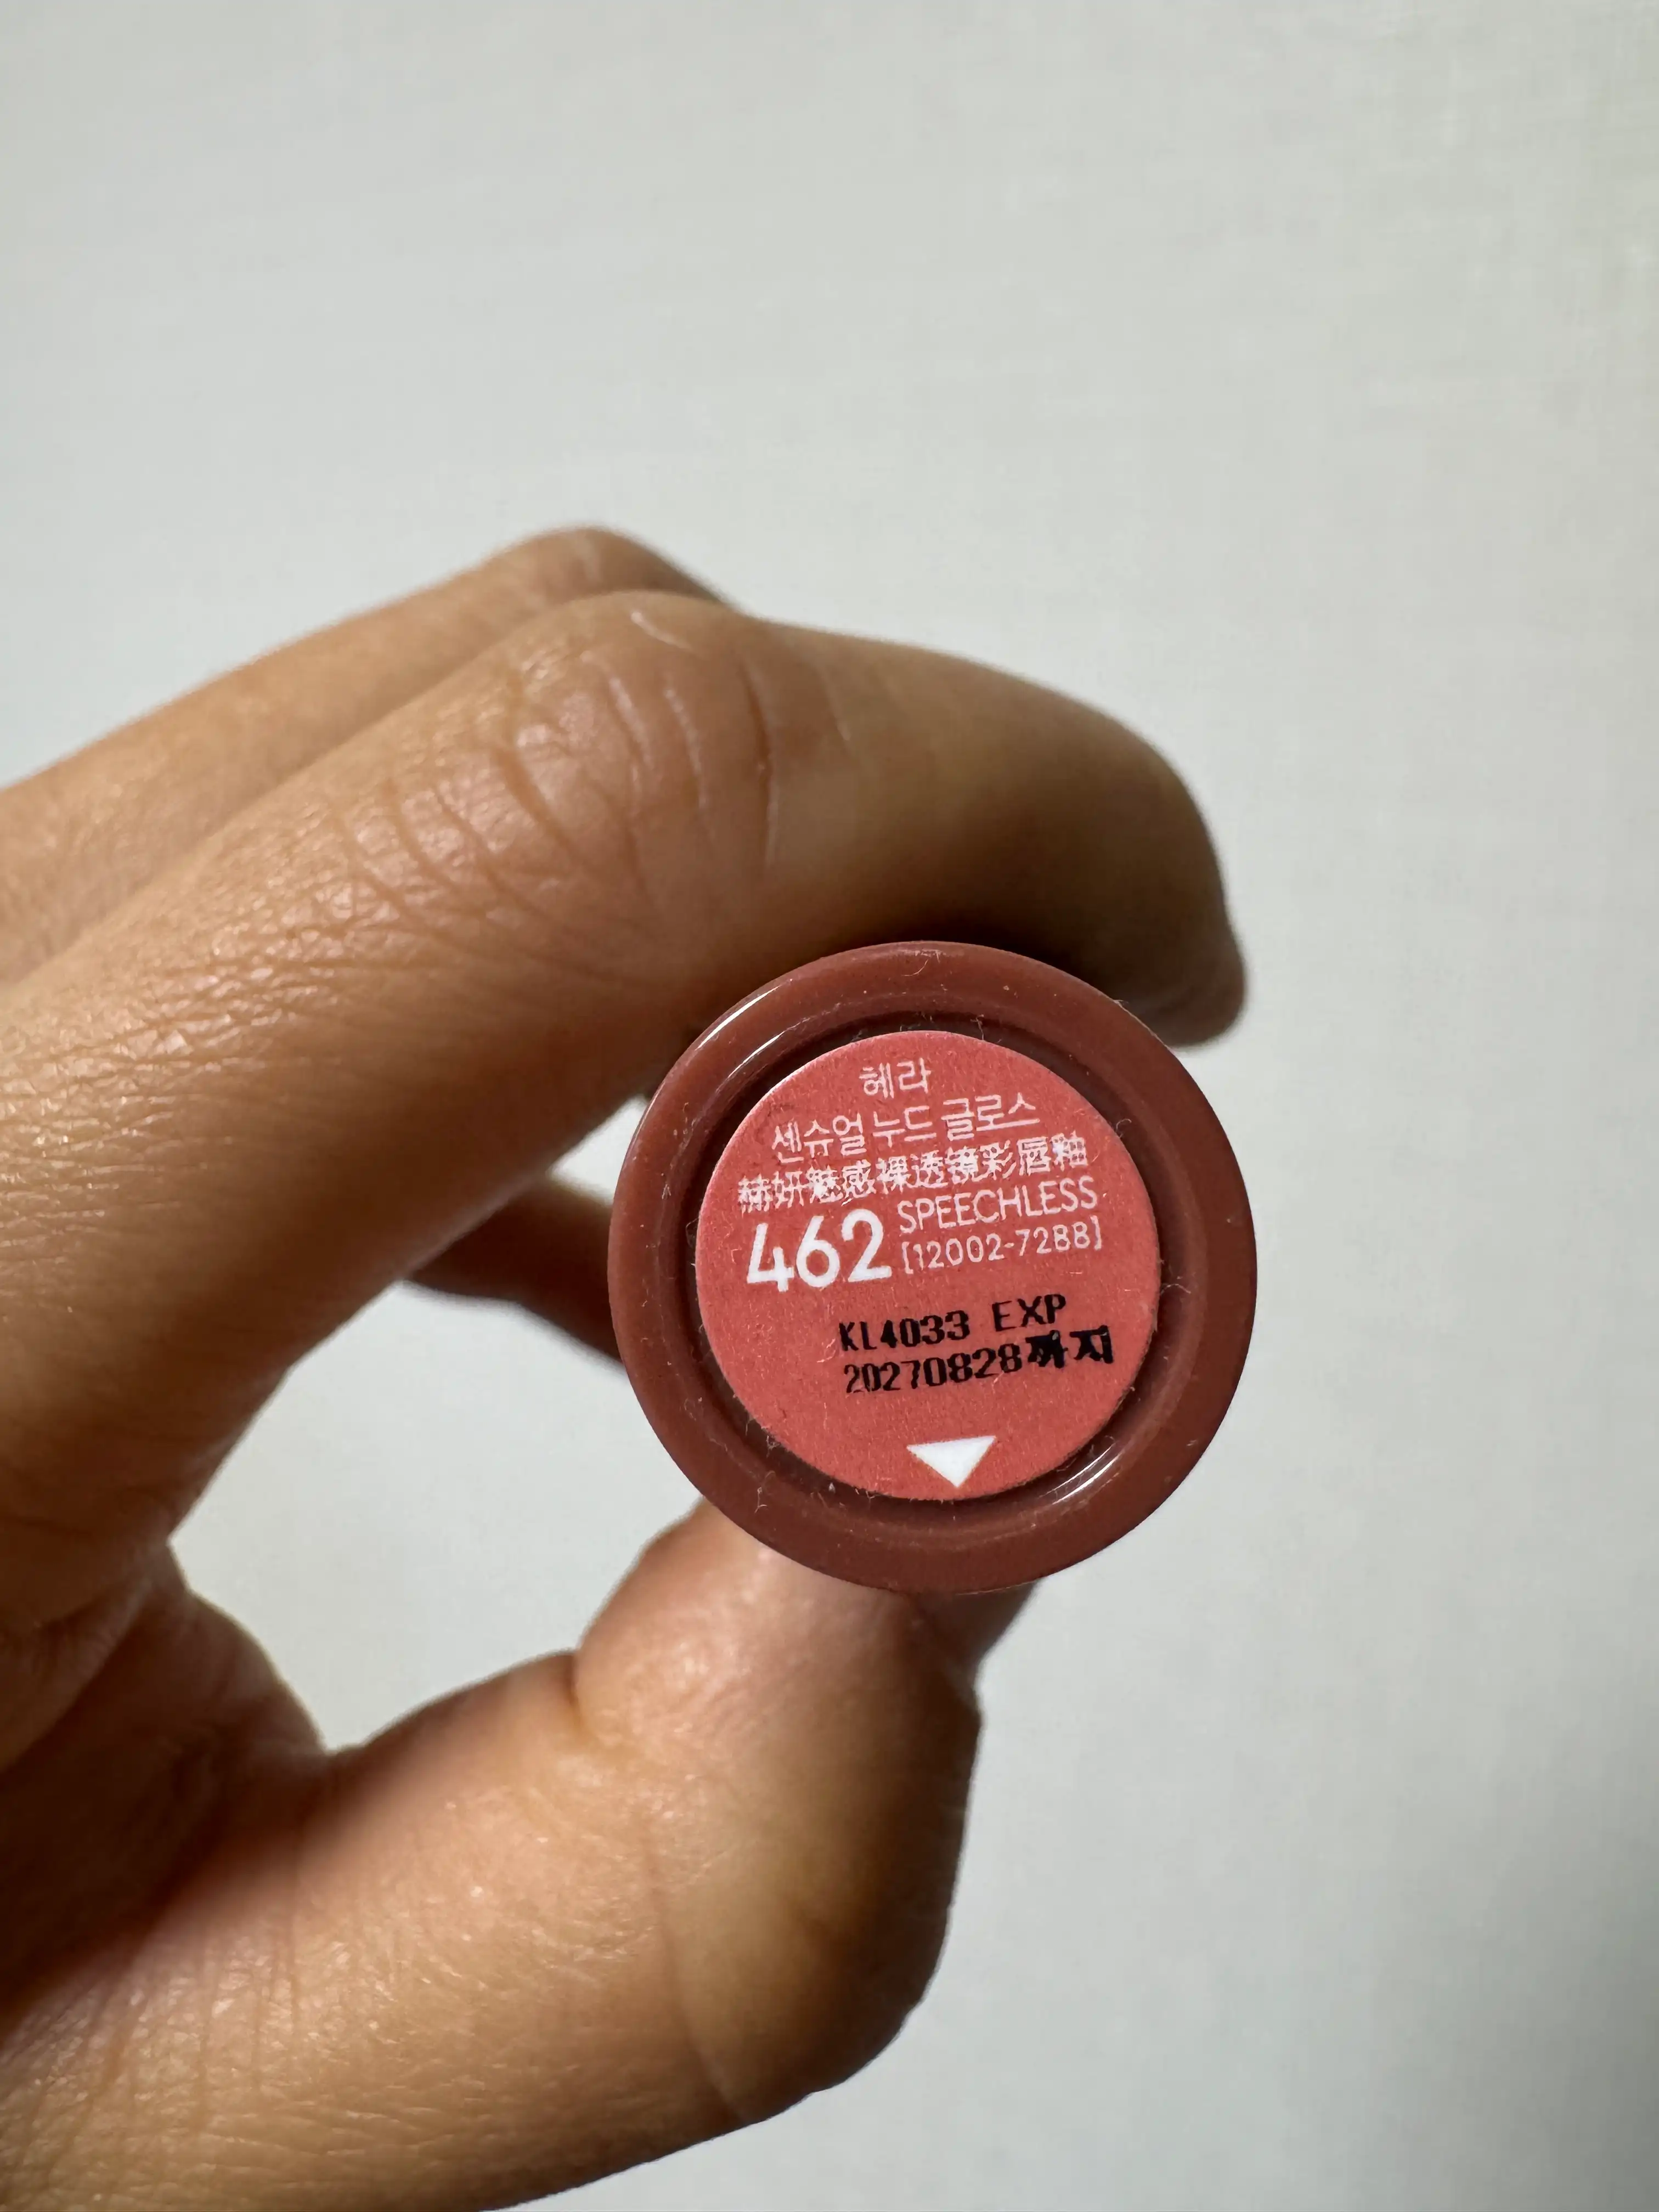 헤라
센슈얼 누드 글로스
赫妍魅惑裸透镜彩唇釉
462 SPEECHLESS
[12002-7288]
KL4033 EXP
20270828까지